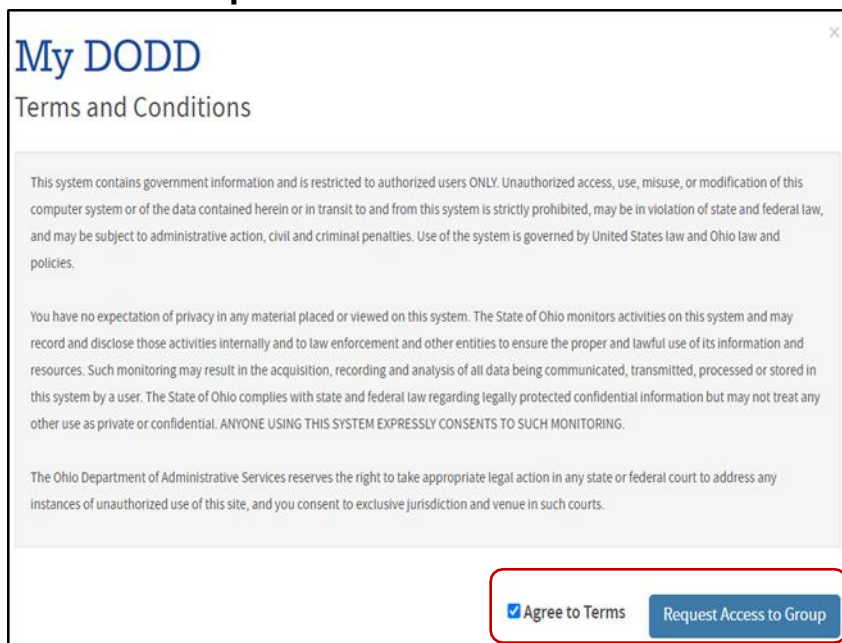 ×
My DODD
Terms and Conditions
This system contains government information and is restricted to authorized users ONLY. Unauthorized access, use, misuse, or modification of this
computer system or of the data contained herein or in transit to and from this system is strictly prohibited, may be in violation of state and federal law,
and may be subject to administrative action, civil and criminal penalties. Use of the system is governed by United States law and Ohio law and
policies.
You have no expectation of privacy in any material placed or viewed on this system. The State of Ohio monitors activities on this system and may
record and disclose those activities internally and to law enforcement and other entities to ensure the proper and lawful use of its information and
resources. Such monitoring may result in the acquisition, recording and analysis of all data being communicated, transmitted, processed or stored in
this system by a user. The State of Ohio complies with state and federal law regarding legally protected confidential information but may not treat any
other use as private or confidential. ANYONE USING THIS SYSTEM EXPRESSLY CONSENTS TO SUCH MONITORING.
The Ohio Department of Administrative Services reserves the right to take appropriate legal action in any state or federal court to address any
instances of unauthorized use of this site, and you consent to exclusive jurisdiction and venue in such courts.
Agree to Terms Request Access to Group